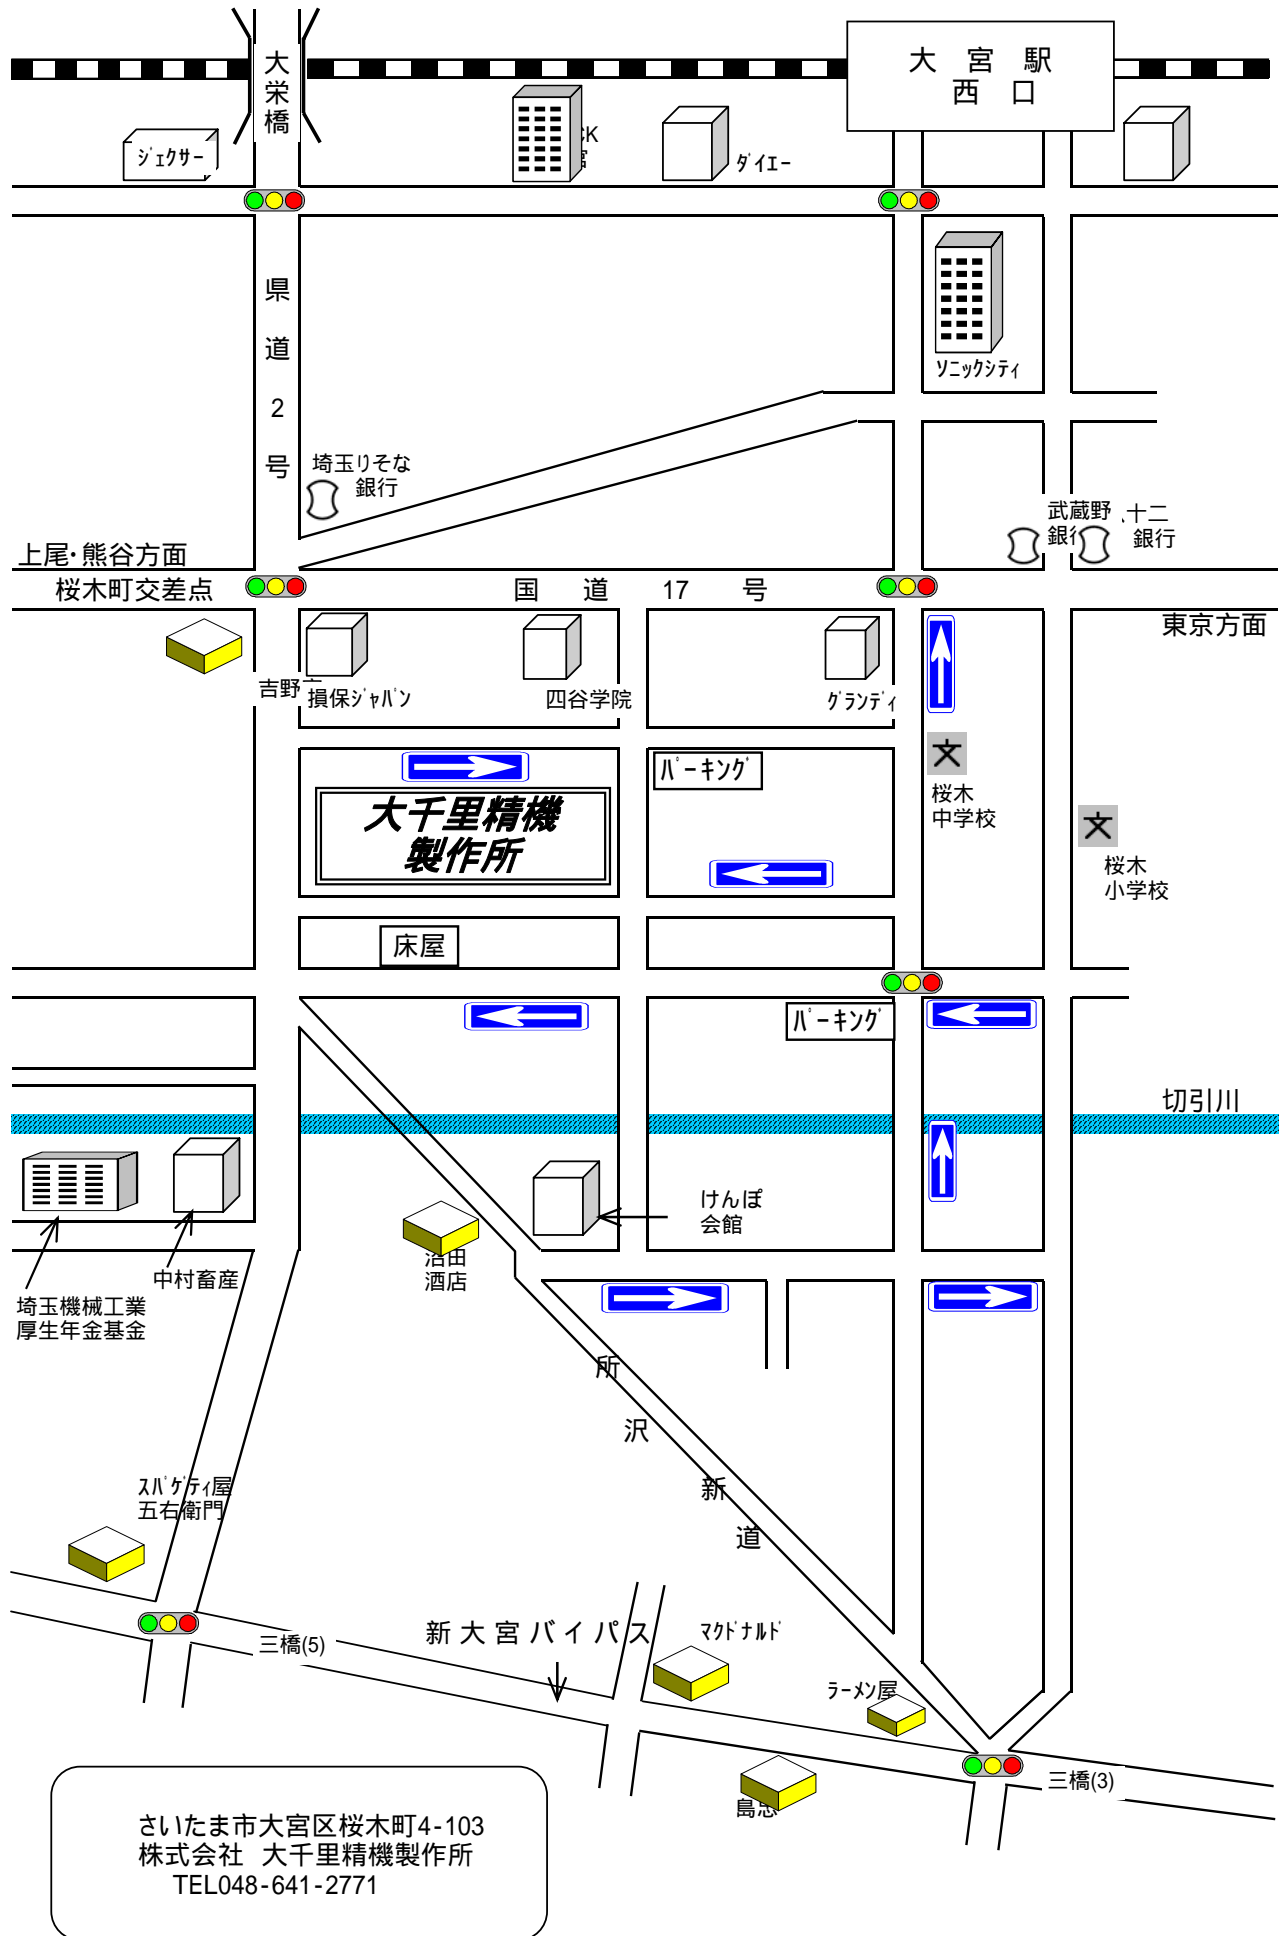 大宮駅
西口
大栄橋
ｼﾞｪｸｻｰ
ﾀﾞｲｴｰ
県道2号
ｿﾆｯｸｼﾃｨ
埼玉りそな
銀行
武蔵野
銀行
十二
銀行
上尾・熊谷方面
桜木町交差点
国道17号
東京方面
吉野
損保ｼﾞｬﾊﾟﾝ
四谷学院
ｸﾞﾗﾝﾃﾞｨ
ﾊﾟｰｷﾝｸﾞ
大千里精機
製作所
文
桜木
中学校
文
桜木
小学校
床屋
ﾊﾟｰｷﾝｸﾞ
切引川
けんぽ
会館
沼田
酒店
中村畜産
埼玉機械工業
厚生年金基金
所沢新道
ｽﾊﾟｹﾞﾃｨ屋
五右衛門
三橋(5)
新大宮バイパス
ﾏｸﾄﾞﾅﾙﾄﾞ
ﾗｰﾒﾝ屋
島忠
三橋(3)
さいたま市大宮区桜木町4-103
株式会社　大千里精機製作所
TEL048-641-2771